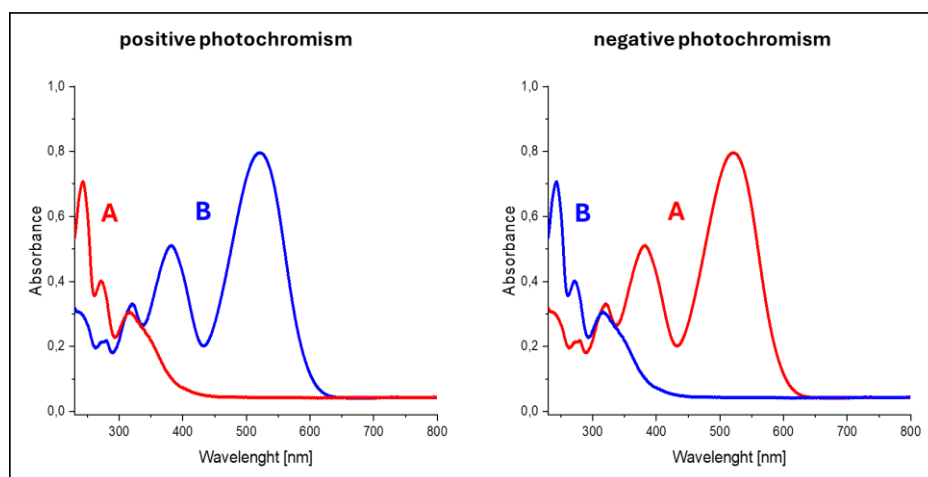 positive photochromism
1,0
0,8
0,6
0,4
0,2
0,0
Absorbance
A
B
300 400 500 600 700 800
Wavelenght [nm]
negative photochromism
1,0
0,8
0,6
0,4
0,2
0,0
Absorbance
B
A
300 400 500 600 700 800
Wavelenght [nm]